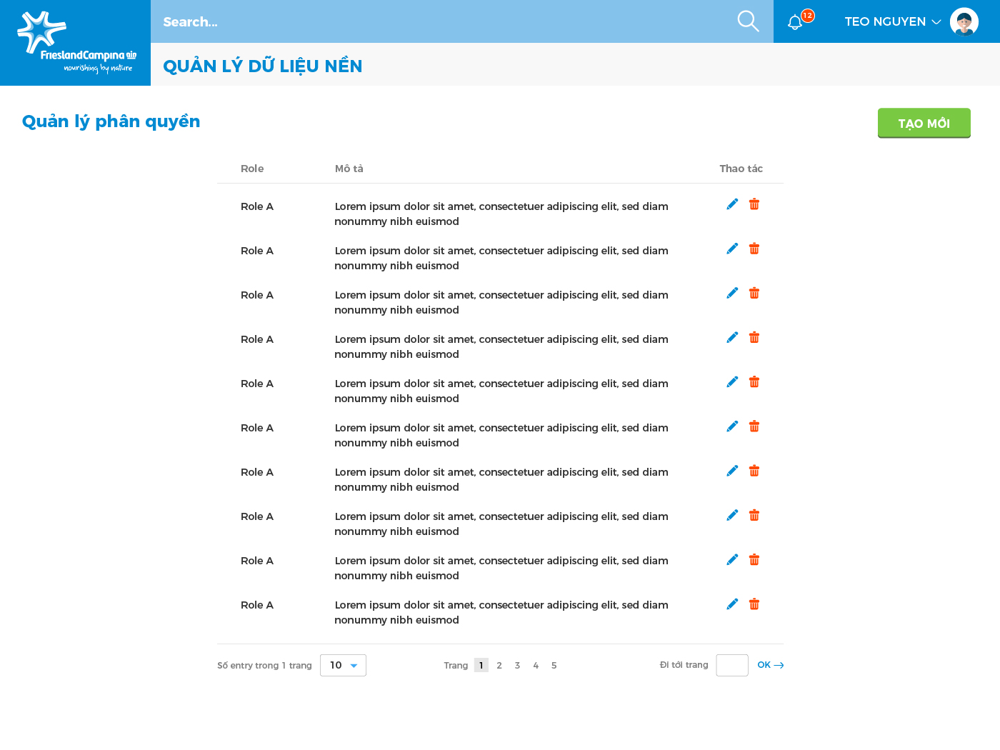 FrieslandCampina
nourishing by nature
Search...
12
TEO NGUYEN
QUẢN LÝ DỮ LIỆU NỀN
Quản lý phân quyền
TẠO MỚI
Role Mô tả Thao tác
Role A Lorem ipsum dolor sit amet, consectetuer adipiscing elit, sed diam
nonummy nibh euismod
Role A Lorem ipsum dolor sit amet, consectetuer adipiscing elit, sed diam
nonummy nibh euismod
Role A Lorem ipsum dolor sit amet, consectetuer adipiscing elit, sed diam
nonummy nibh euismod
Role A Lorem ipsum dolor sit amet, consectetuer adipiscing elit, sed diam
nonummy nibh euismod
Role A Lorem ipsum dolor sit amet, consectetuer adipiscing elit, sed diam
nonummy nibh euismod
Role A Lorem ipsum dolor sit amet, consectetuer adipiscing elit, sed diam
nonummy nibh euismod
Role A Lorem ipsum dolor sit amet, consectetuer adipiscing elit, sed diam
nonummy nibh euismod
Role A Lorem ipsum dolor sit amet, consectetuer adipiscing elit, sed diam
nonummy nibh euismod
Role A Lorem ipsum dolor sit amet, consectetuer adipiscing elit, sed diam
nonummy nibh euismod
Role A Lorem ipsum dolor sit amet, consectetuer adipiscing elit, sed diam
nonummy nibh euismod
Số entry trong 1 trang 10 Trang 1 2 3 4 5 Đi tới trang OK